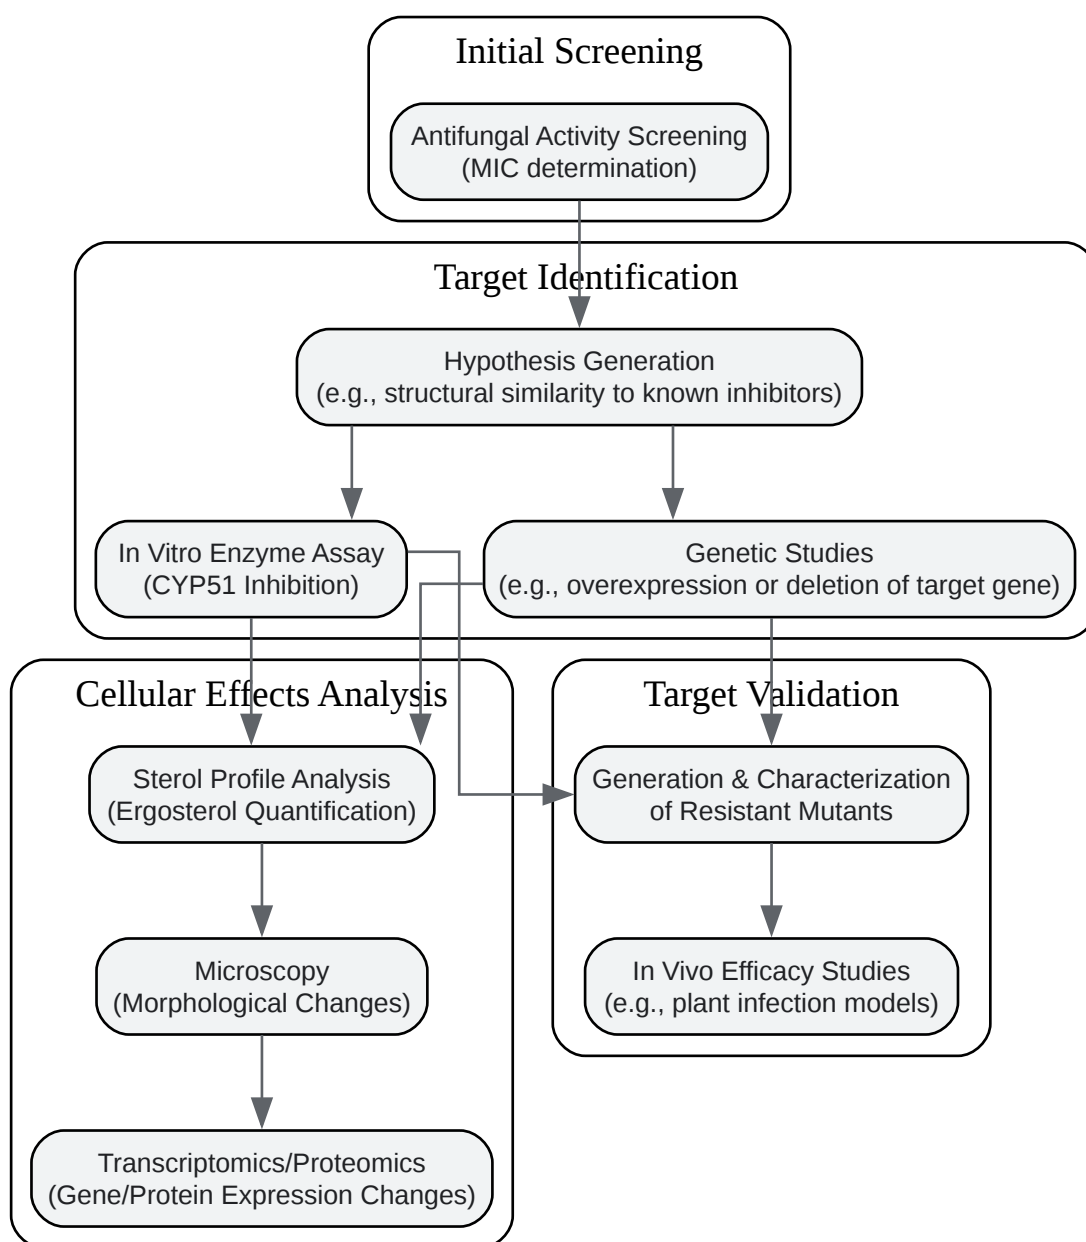 Initial Screening
Antifungal Activity Screening
(MIC determination)
Target Identification
Hypothesis Generation
(e.g., structural similarity to known inhibitors)
In Vitro Enzyme Assay
(CYP51 Inhibition)
Genetic Studies
(e.g., overexpression or deletion of target gene)
Cellular Effects Analysis
Sterol Profile Analysis
(Ergosterol Quantification)
Microscopy
(Morphological Changes)
Transcriptomics/Proteomics
(Gene/Protein Expression Changes)
Target Validation
Generation & Characterization
of Resistant Mutants
In Vivo Efficacy Studies
(e.g., plant infection models)